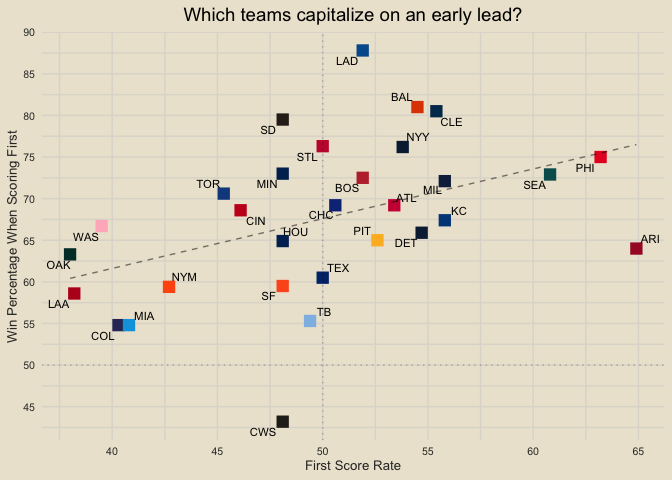 Which teams capitalize on an early lead?
90
LAD
85
BAL
CLE
80
SD
NYY
STL
75
PHI
MIN
BOS
MIL
SEA
TOR
70
ATL
CHC
CIN
KC
WAS
HOU
PIT
DET
ARI
65
OAK
NYM
TEX
60
LAA
SF
TB
MIA
55
COL
50
45
CWS
40
45
50
55
60
65
First Score Rate
Win Percentage When Scoring First